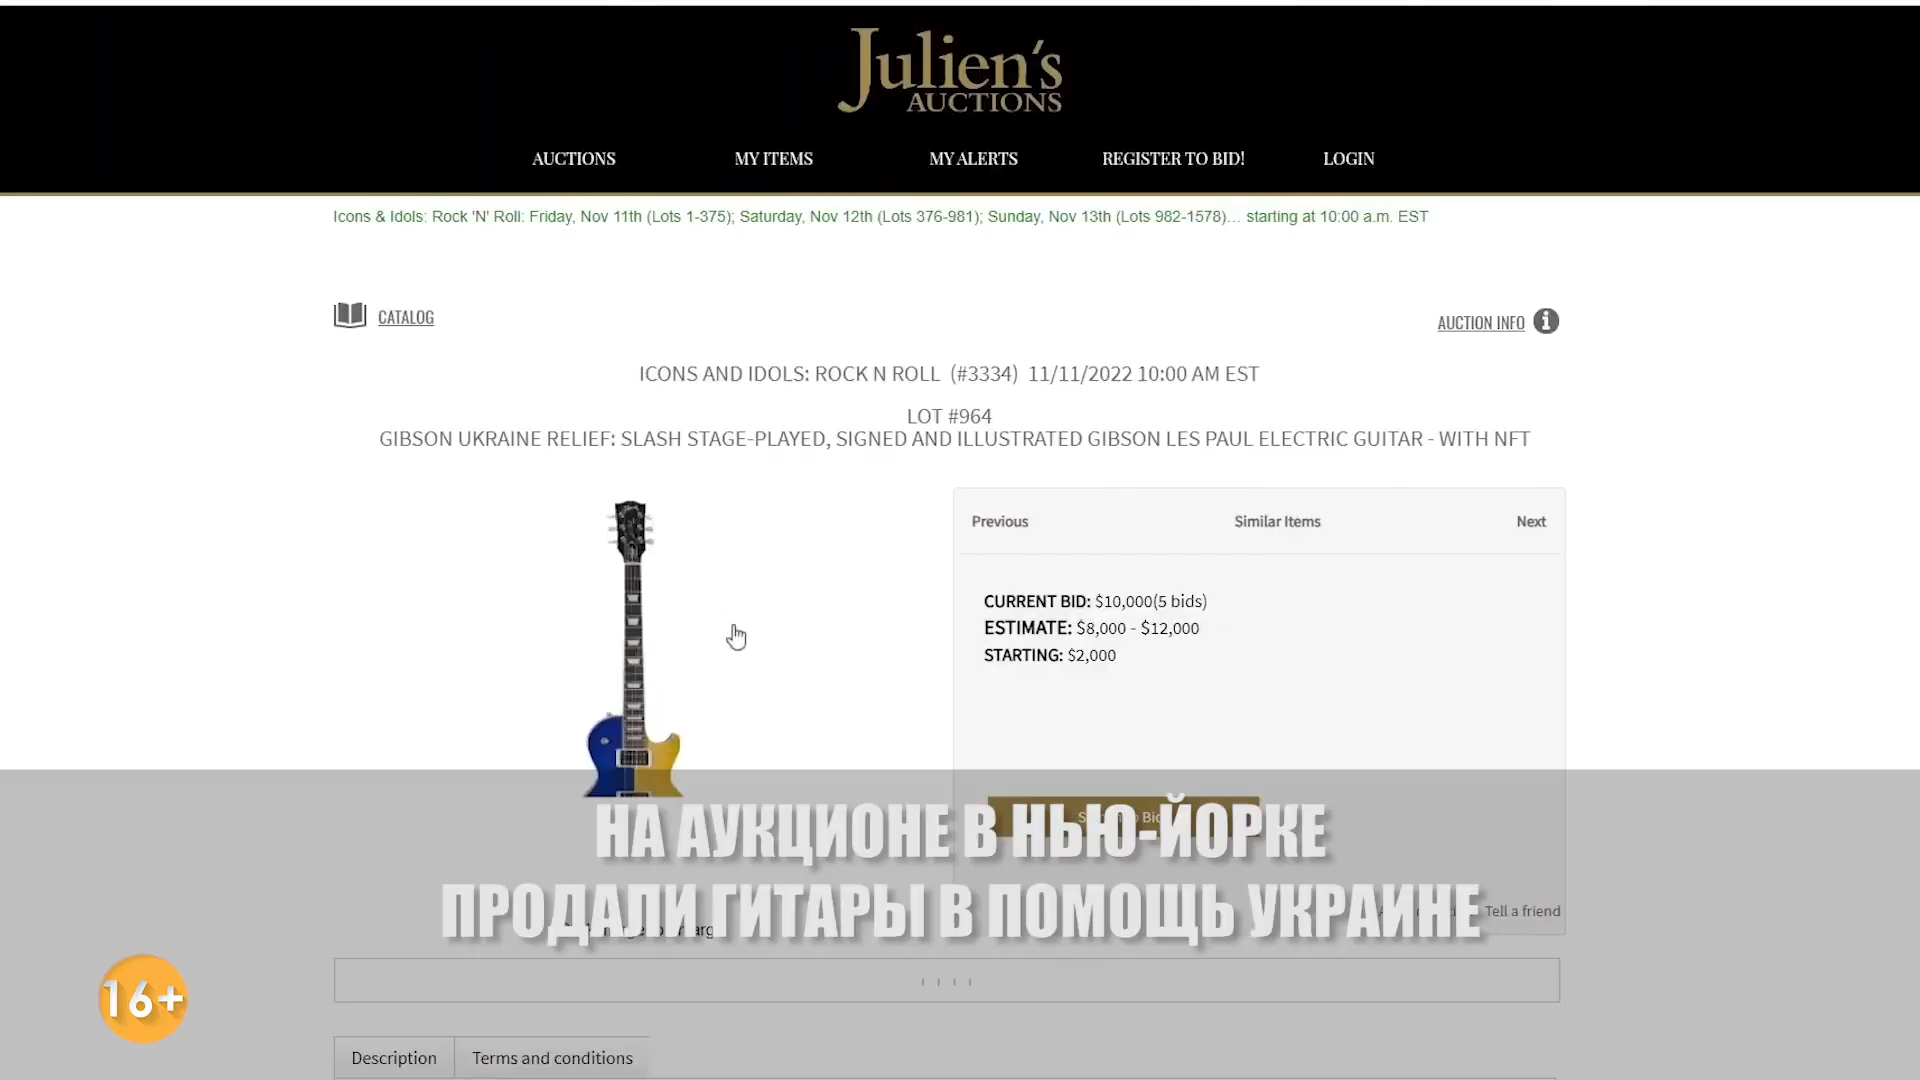 Julien's
AUCTIONS
AUCTIONS MY ITEMS MY ALERTS REGISTER TO BID! LOGIN
Icons & Idols: Rock 'N' Roll: Friday, Nov 11th (Lots 1-375); Saturday, Nov 12th (Lots 376-981); Sunday, Nov 13th (Lots 982-1578)... starting at 10:00 a.m. EST
CATALOG
AUCTION INFO
ICONS AND IDOLS: ROCK N ROLL (#3334) 11/11/2022 10:00 AM EST
LOT #964
GIBSON UKRAINE RELIEF: SLASH STAGE-PLAYED, SIGNED AND ILLUSTRATED GIBSON LES PAUL ELECTRIC GUITAR - WITH NFT
Previous Similar Items Next
CURRENT BID: $10,000(5 bids)
ESTIMATE: $8,000 - $12,000
STARTING: $2,000
НА АУКЦИОНЕ В НЬЮ-ЙОРКЕ
ПРОДАЛИ ГИТАРЫ В ПОМОЩЬ УКРАИНЕ
Tell a friend
16+
Description Terms and conditions